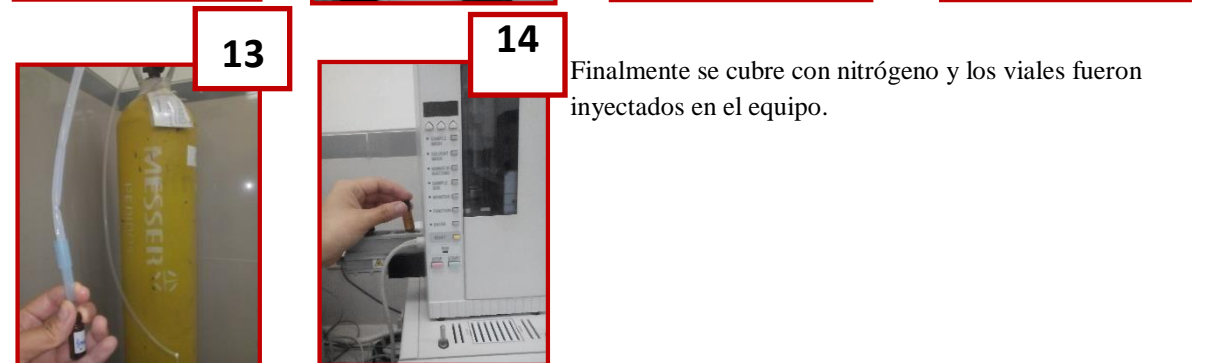 13
14
Finalmente se cubre con nitrógeno y los viales fueron
inyectados en el equipo.
MESSER